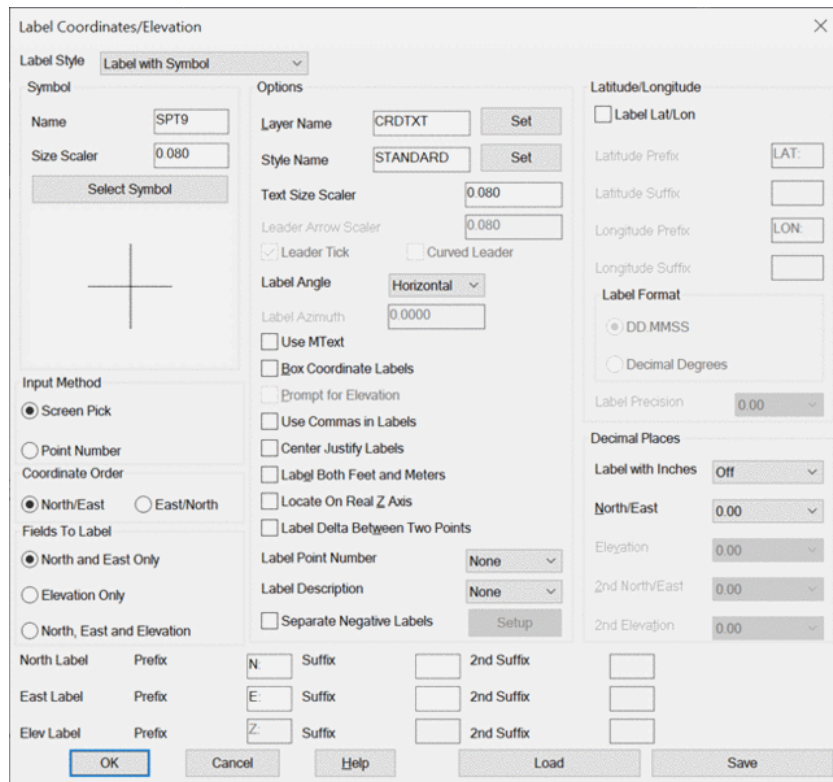 Label Coordinates/Elevation
Label Style Label with Symbol
Symbol
Name SPT9
Size Scaler 0.080
Select Symbol
Input Method
Screen Pick
Point Number
Coordinate Order
North/East East/North
Fields To Label
North and East Only
Elevation Only
North, East and Elevation
Options
Layer Name CRDTXT Set
Style Name STANDARD Set
Text Size Scaler 0.080
Leader Arrow Scaler 0.080
Leader Tick Curved Leader
Label Angle Horizontal
Label Azimuth 0.0000
Use MText
Box Coordinate Labels
Prompt for Elevation
Use Commas in Labels
Center Justify Labels
Label Both Feet and Meters
Locate On Real Z Axis
Label Delta Between Two Points
Label Point Number None
Label Description None
Separate Negative Labels Setup
Latitude/Longitude
Label Lat/Lon
Latitude Prefix LAT:
Latitude Suffix
Longitude Prefix LON:
Longitude Suffix
Label Format
DD.MMSS
Decimal Degrees
Label Precision 0.00
Decimal Places
Label with Inches Off
North/East 0.00
Elevation 0.00
2nd North/East 0.00
2nd Elevation 0.00
North Label Prefix N: Suffix 2nd Suffix
East Label Prefix E: Suffix 2nd Suffix
Elev Label Prefix Z: Suffix 2nd Suffix
OK Cancel Help Load Save